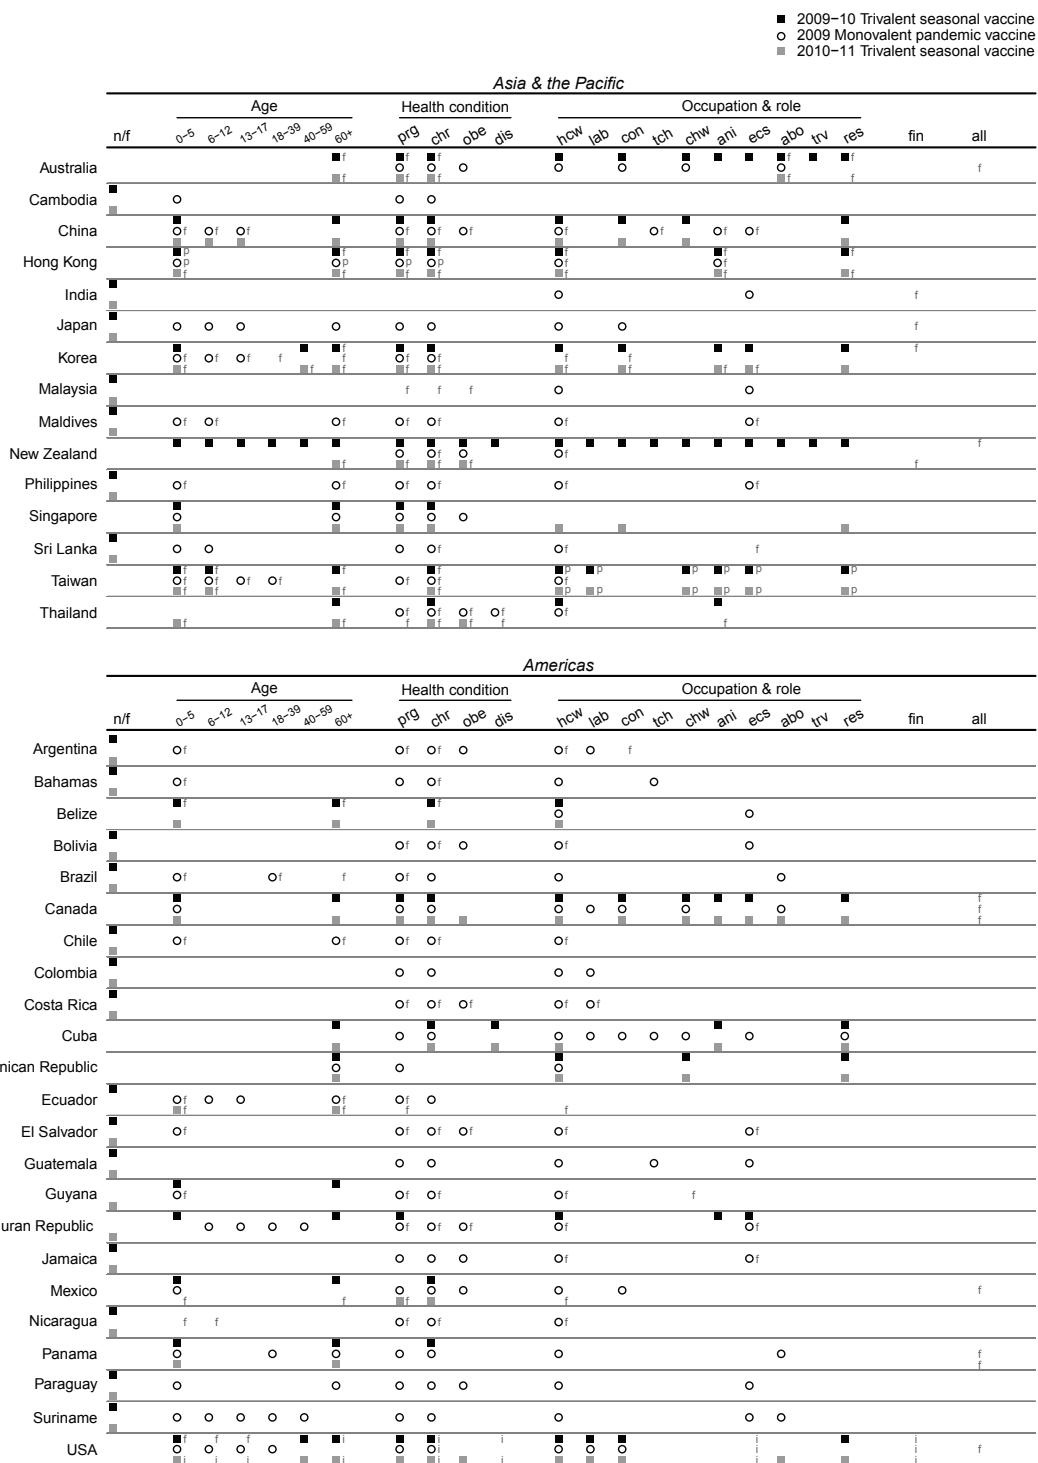 2009−10 Trivalent seasonal vaccine
2009 Monovalent pandemic vaccine
2010−11 Trivalent seasonal vaccine
Asia & the Pacific
Age Health condition Occupation & role
n/f 0−5 6−12 13−17 18−39 40−59 60+ prg chr obe dis hcw lab con tch chw ani ecs abo trv res fin all
f f f f f
Australia f
f f f f f
Cambodia
China f f f f f f f f f f
p f f f f f f
Hong Kong p p p p f f
f f f f f f f
India f
Japan f
f f f f
Korea f f f f f f f f f
f f f f f f f f f
Malaysia f f f
Maldives f f f f f f f
f
New Zealand f f
f f f f f
Philippines f f f f f f
Singapore
Sri Lanka f f f
f f f f p p p p p p
Taiwan f f f f f f f
f f f f p p p p p p
Thailand f f f f f
f f f f f f f
Americas
Age Health condition Occupation & role
n/f 0−5 6−12 13−17 18−39 40−59 60+ prg chr obe dis hcw lab con tch chw ani ecs abo trv res fin all
Argentina f f f f f
Bahamas f f
f f f
Belize
Bolivia f f f
Brazil f f f f f
f
Canada f
f
Chile f f f f f
Colombia
Costa Rica f f f f f
Cuba
nican Republic
Ecuador f f f
f f f f
El Salvador f f f f f f
Guatemala
Guyana f f f f f
uran Republic f f f f f
Jamaica f f
Mexico f
f f f f
Nicaragua f f f f f
Panama f
f
Paraguay
Suriname
f f f i i i i i
USA i i i f
i i i i i i i i